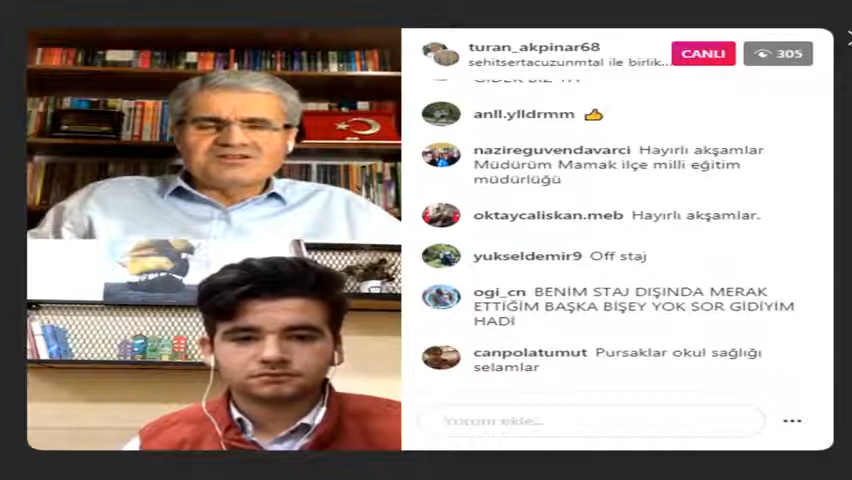 turan_akpinar68
sehitsertacuzunmtal ile birlik...
CANLI
305
anll.ylldrmm 👍
nazireguvendavarci Hayırlı akşamlar
Müdürüm Mamak ilçe milli eğitim
müdürlüğü
oktaycaliskan.meb Hayırlı akşamlar.
yukseldemir9 Off staj
ogi_cn BENİM STAJ DIŞINDA MERAK
ETTİĞİM BAŞKA BİŞEY YOK SOR GİDİYİM
HADİ
canpolatumut Pursaklar okul sağlığı
selamlar
Yorum ekle...